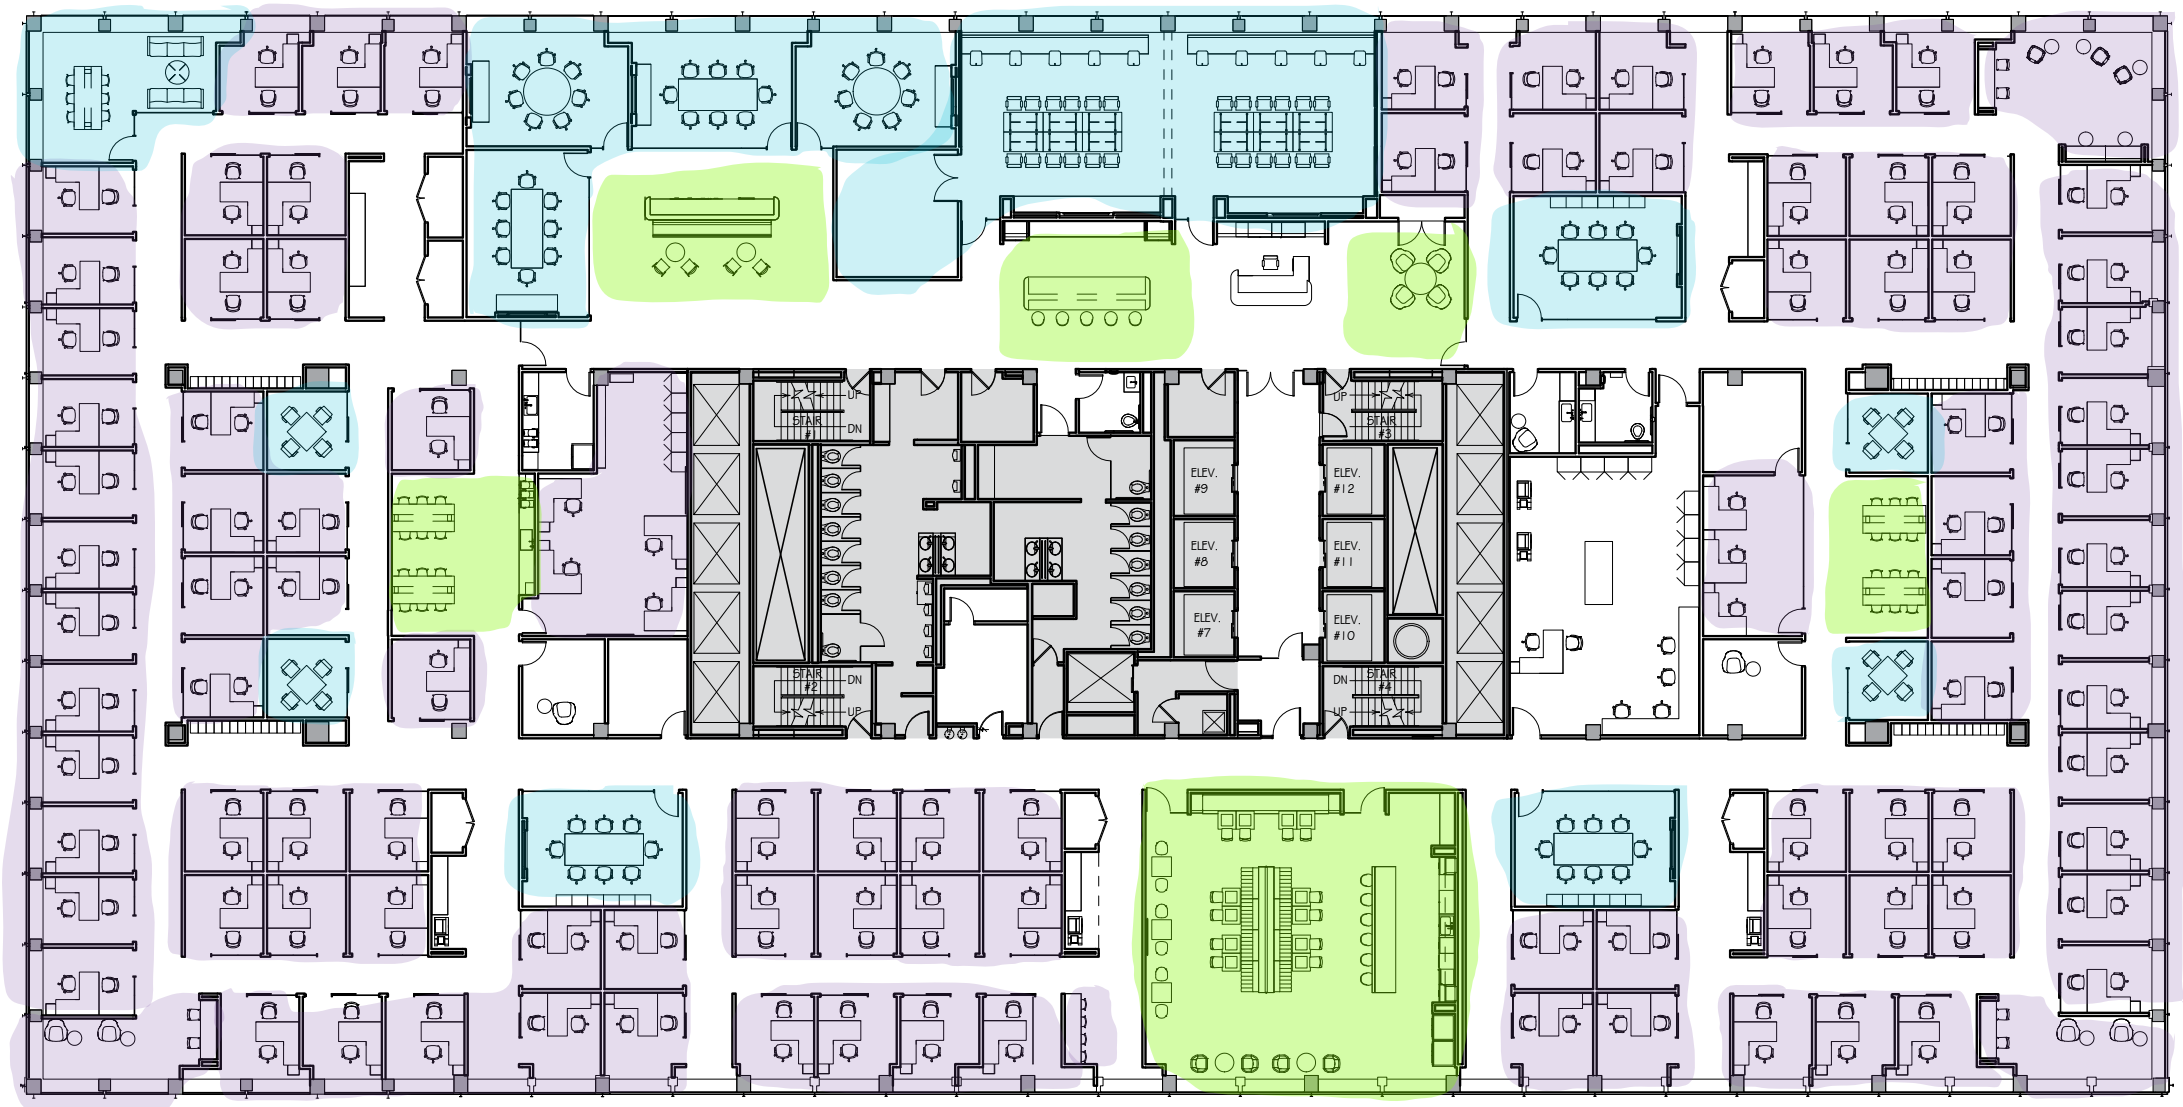 UP
STAIR
#1
DN
UP
STAIR
#3
ELEV.
#9
ELEV.
#12
ELEV.
#8
ELEV.
#11
ELEV.
#7
ELEV.
#10
STAIR
#2
DN
UP
DN
STAIR
#4
UP